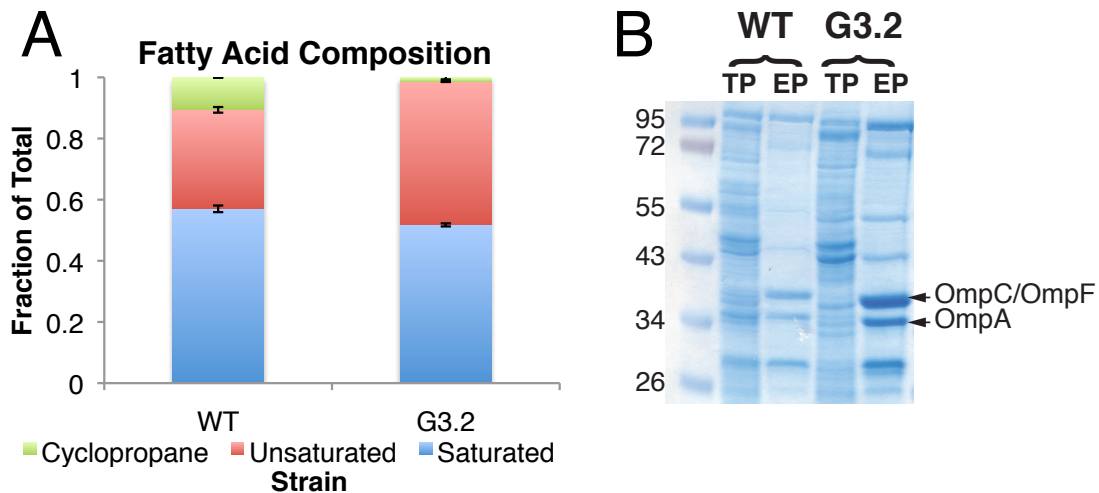 A
Fatty Acid Composition
Fraction of Total
1
0.8
0.6
0.4
0.2
0
WT
G3.2
Cyclopropane Unsaturated Saturated
Strain
B
WT G3.2
TP EP TP EP
95
72
55
43
34
26
OmpC/OmpF
OmpA